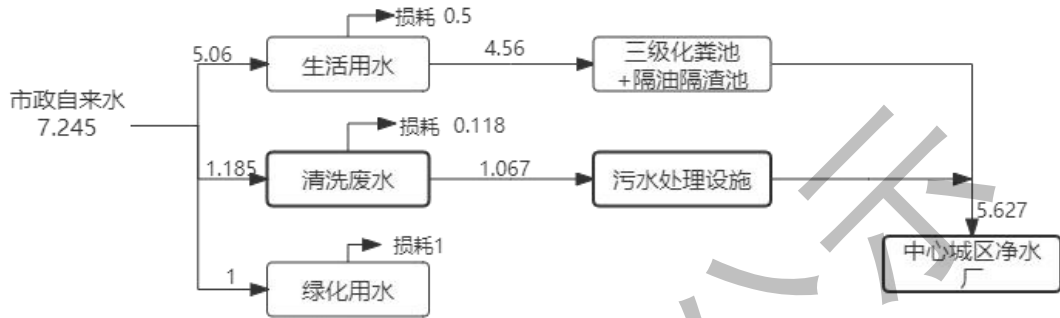 损耗 0.5
5.06
生活用水
4.56
三级化粪池
+隔油隔渣池
市政自来水
7.245
损耗 0.118
1.185
清洗废水
1.067
污水处理设施
5.627
中心城区净水
厂
损耗1
1
绿化用水